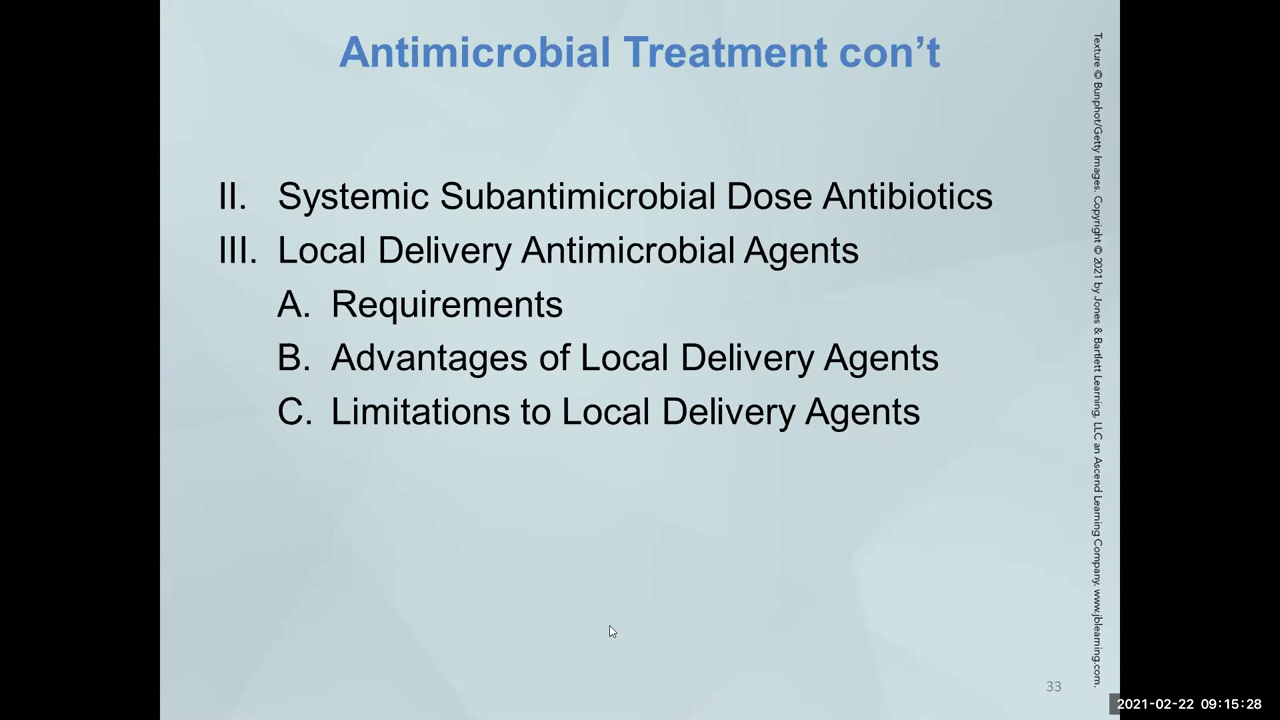 Antimicrobial Treatment con’t
II. Systemic Subantimicrobial Dose Antibiotics
III. Local Delivery Antimicrobial Agents
A. Requirements
B. Advantages of Local Delivery Agents
C. Limitations to Local Delivery Agents
Texture © Bunphot/Getty Images. Copyright © 2021 by Jones & Bartlett Learning, LLC an Ascend Learning Company. www.jblearning.com.
33
2021-02-22 09:15:28